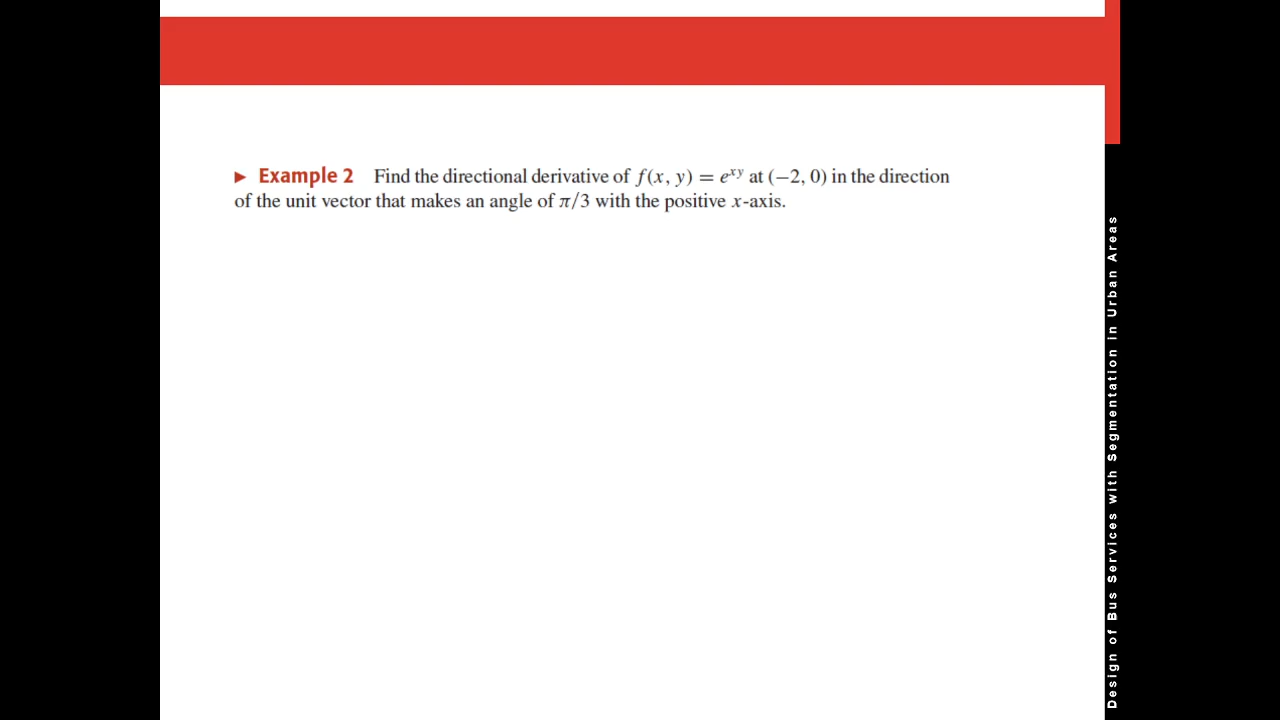 ► Example 2 Find the directional derivative of f(x, y) = e^{xy} at (−2, 0) in the direction
of the unit vector that makes an angle of π/3 with the positive x-axis.
Design of Bus Services with Segmentation in Urban Areas